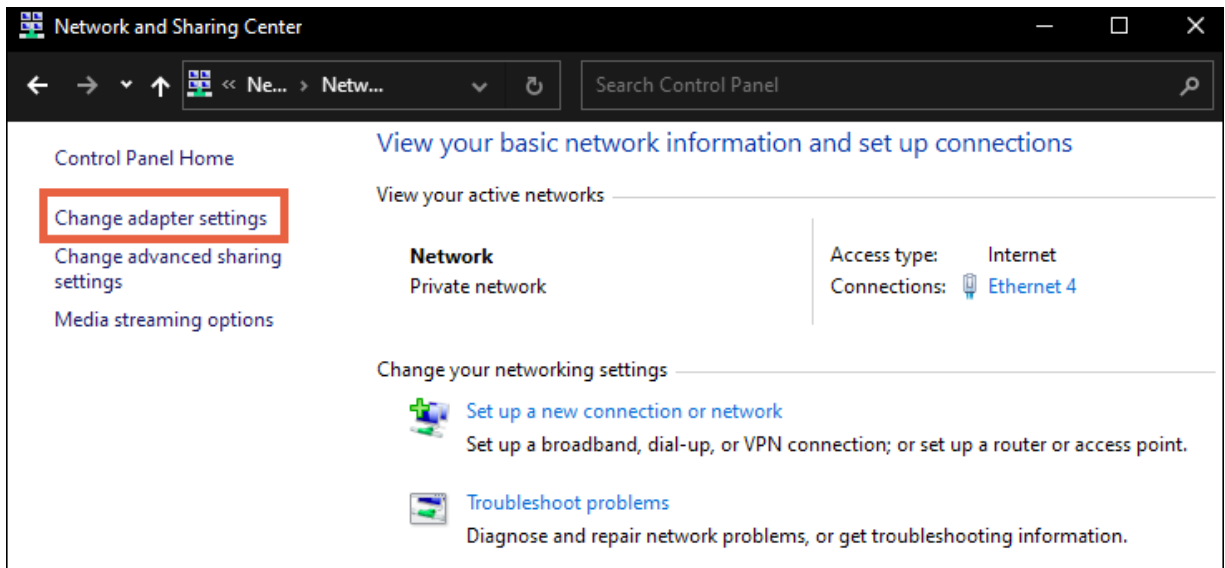 Network and Sharing Center
« Ne... › Netw...
Search Control Panel
Control Panel Home
Change adapter settings
Change advanced sharing
settings
Media streaming options
View your basic network information and set up connections
View your active networks
Network
Private network
Access type: Internet
Connections: Ethernet 4
Change your networking settings
Set up a new connection or network
Set up a broadband, dial-up, or VPN connection; or set up a router or access point.
Troubleshoot problems
Diagnose and repair network problems, or get troubleshooting information.